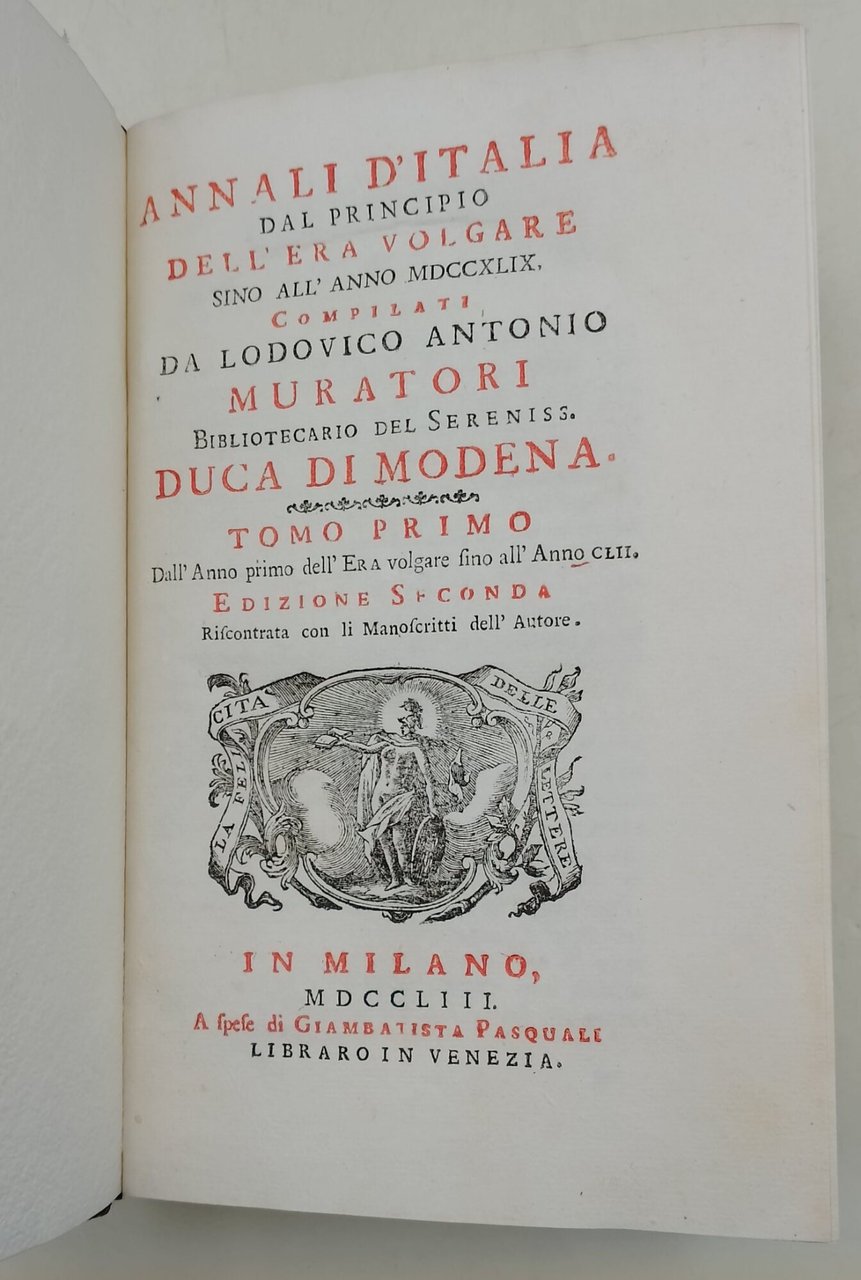 ANNALI D'ITALIA
DAL PRINCIPIO
DELL' ERA VOLGARE
SINO ALL' ANNO MDCCXLIX,
COMPILATI
DA LODOVICO ANTONIO
MURATORI
BIBLIOTECARIO DEL SERENISS.
DUCA DI MODENA.
TOMO PRIMO
Dall' Anno primo dell' ERA volgare ſino all' Anno CLII.
EDIZIONE SECONDA
Riſcontrata con li Manoſcritti dell' Autore.
LA FELICITA DELLE LETTERE
IN MILANO,
MDCCLIII.
A ſpeſe di GIAMBATISTA PASQUALI
LIBRARO IN VENEZIA.